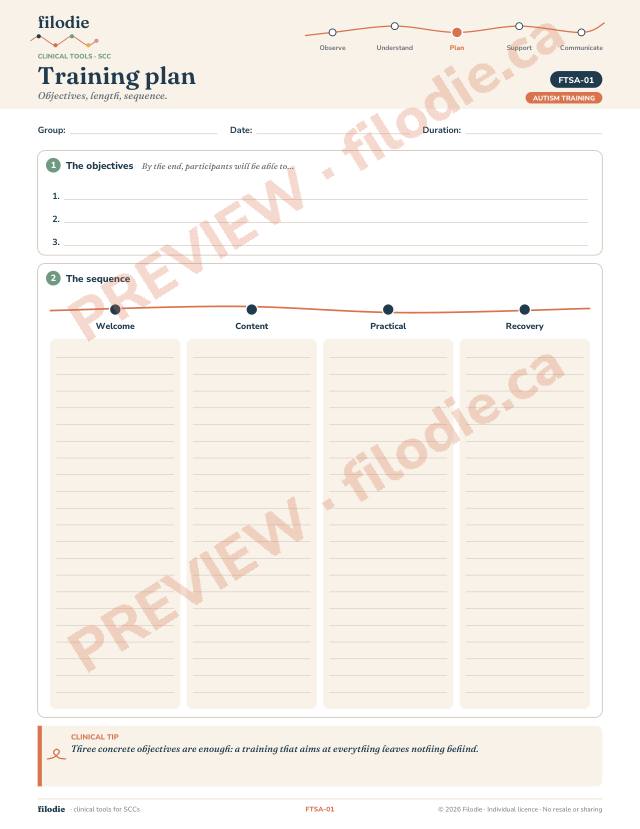 filodie
CLINICAL TOOLS · SCC
Training plan
Objectives, length, sequence.
Observe Understand Plan Support Communicate
FTSA-01
AUTISM TRAINING
Group: Date: Duration:
1 The objectives By the end, participants will be able to...
1.
2.
3.
2 The sequence
Welcome Content Practical Recovery
PREVIEW · filodie.ca
PREVIEW · filodie.ca
CLINICAL TIP
Three concrete objectives are enough: a training that aims at everything leaves nothing behind.
filodie · clinical tools for SCCs FTSA-01 © 2026 Filodie · Individual licence · No resale or sharing